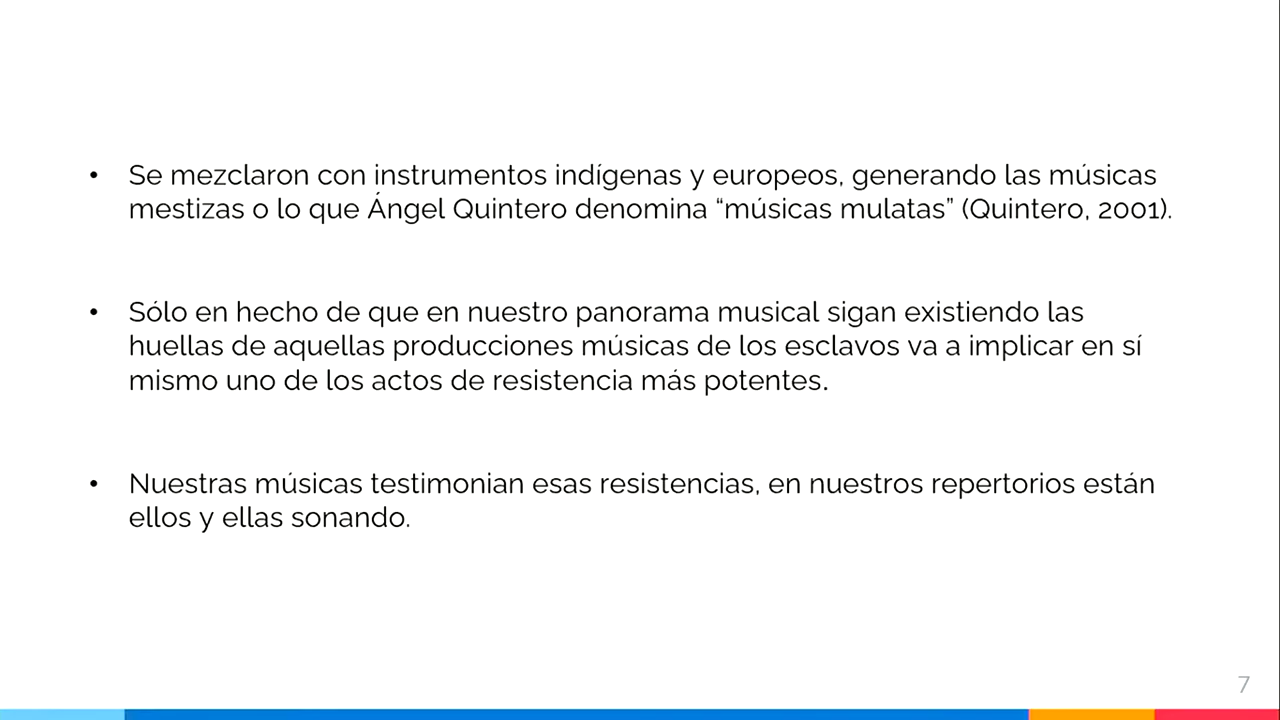 • Se mezclaron con instrumentos indígenas y europeos, generando las músicas
mestizas o lo que Ángel Quintero denomina “músicas mulatas” (Quintero, 2001).
• Sólo en hecho de que en nuestro panorama musical sigan existiendo las
huellas de aquellas producciones músicas de los esclavos va a implicar en sí
mismo uno de los actos de resistencia más potentes.
• Nuestras músicas testimonian esas resistencias, en nuestros repertorios están
ellos y ellas sonando.
7